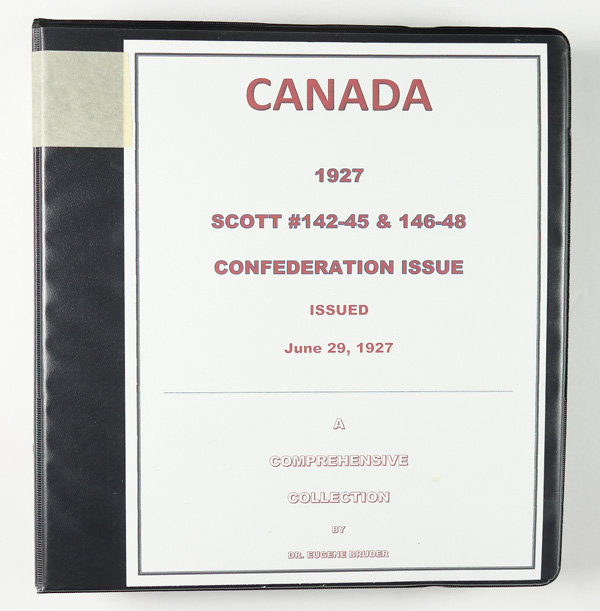 CANADA
1927
SCOTT #142-45 & 146-48
CONFEDERATION ISSUE
ISSUED
June 29, 1927
A
COMPREHENSIVE
COLLECTION
BY
DR. EUGENE BRUDER